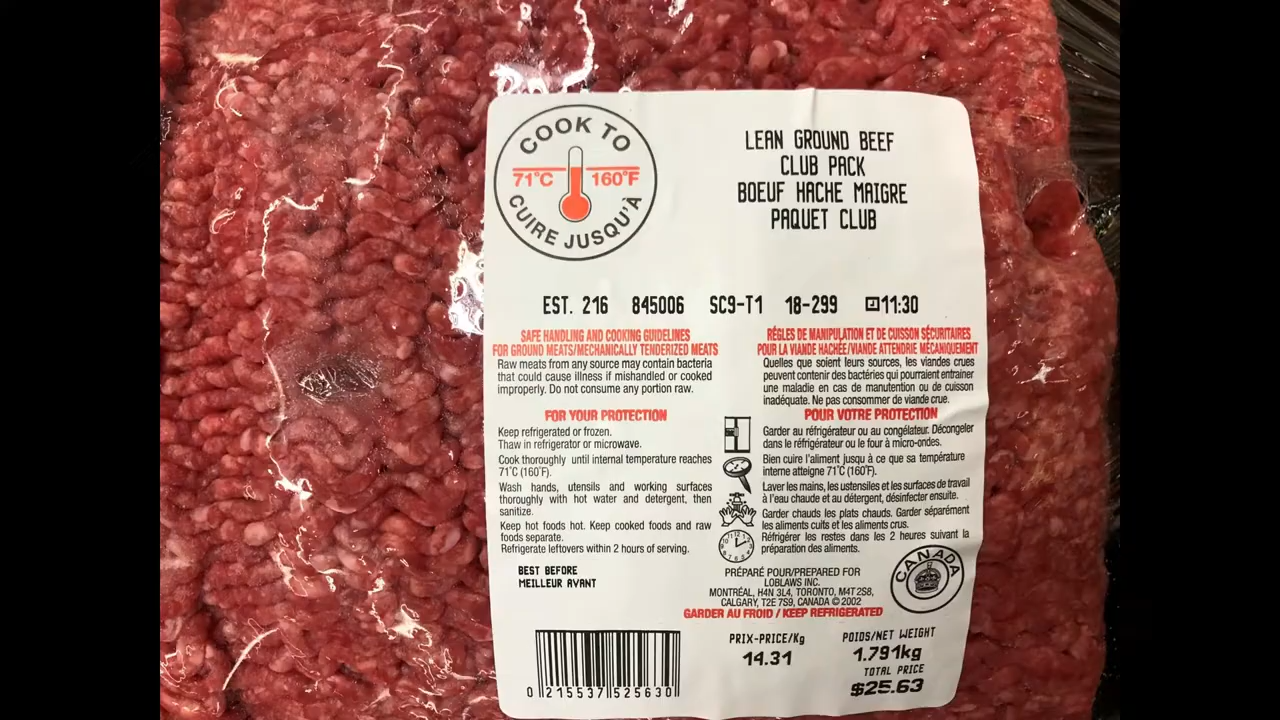 COOK TO
71°C 160°F
CUIRE JUSQU'À
LEAN GROUND BEEF
CLUB PACK
BOEUF HACHE MAIGRE
PAQUET CLUB
EST. 216 845006 SC9-T1 18-299 11:30
SAFE HANDLING AND COOKING GUIDELINES
FOR GROUND MEATS/MECHANICALLY TENDERIZED MEATS
Raw meats from any source may contain bacteria
that could cause illness if mishandled or cooked
improperly. Do not consume any portion raw.
FOR YOUR PROTECTION
Keep refrigerated or frozen.
Thaw in refrigerator or microwave.
Cook thoroughly until internal temperature reaches
71°C (160°F).
Wash hands, utensils and working surfaces
thoroughly with hot water and detergent, then
sanitize.
Keep hot foods hot. Keep cooked foods and raw
foods separate.
Refrigerate leftovers within 2 hours of serving.
RÉGLES DE MANIPULATION ET DE CUISSON SÉCURITAIRES
POUR LA VIANDE HACHÉE/VIANDE ATTENDRIE MÉCANIQUEMENT
Quelles que soient leurs sources, les viandes crues
peuvent contenir des bactéries qui pourraient entrainer
une maladie en cas de manutention ou de cuisson
inadéquate. Ne pas consommer de viande crue.
POUR VOTRE PROTECTION
Garder au réfrigérateur ou au congélateur. Décongeler
dans le réfrigérateur ou le four à micro-ondes.
Bien cuire l'aliment jusqu à ce que sa température
interne atteigne 71°C (160°F).
Laver les mains, les ustensiles et les surfaces de travail
à l'eau chaude et au détergent, désinfecter ensuite.
Garder chauds les plats chauds. Garder séparément
les aliments cuits et les aliments crus.
Réfrigérer les restes dans les 2 heures suivant la
préparation des aliments.
BEST BEFORE
MEILLEUR AVANT
PRÉPARÉ POUR/PREPARED FOR
LOBLAWS INC.
MONTRÉAL, H4N 3L4, TORONTO, M4T 2S8,
CALGARY, T2E 7S9, CANADA © 2002
GARDER AU FROID / KEEP REFRIGERATED
CANADA
PRIX-PRICE/Kg
14.31
POIDS/NET WEIGHT
1.791kg
TOTAL PRICE
$25.63
0 215537 525630